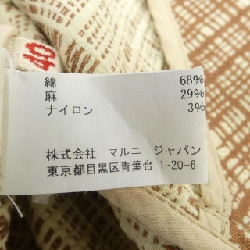 綿 68%
麻 29%
ナイロン 3%
株式会社 マルニ ジャパン
東京都目黒区青葉台 1-20-6